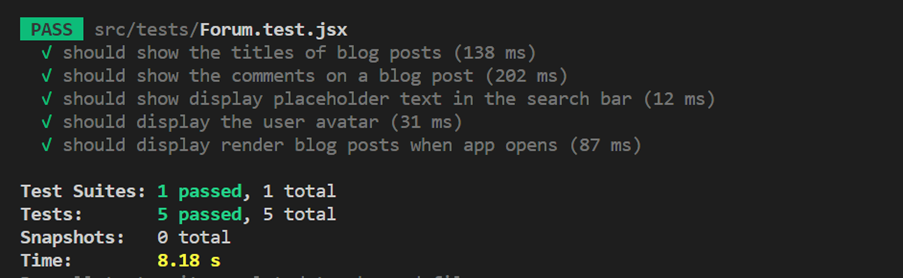 PASS src/tests/Forum.test.jsx
√ should show the titles of blog posts (138 ms)
√ should show the comments on a blog post (202 ms)
√ should show display placeholder text in the search bar (12 ms)
√ should display the user avatar (31 ms)
√ should display render blog posts when app opens (87 ms)
Test Suites: 1 passed, 1 total
Tests: 5 passed, 5 total
Snapshots: 0 total
Time: 8.18 s